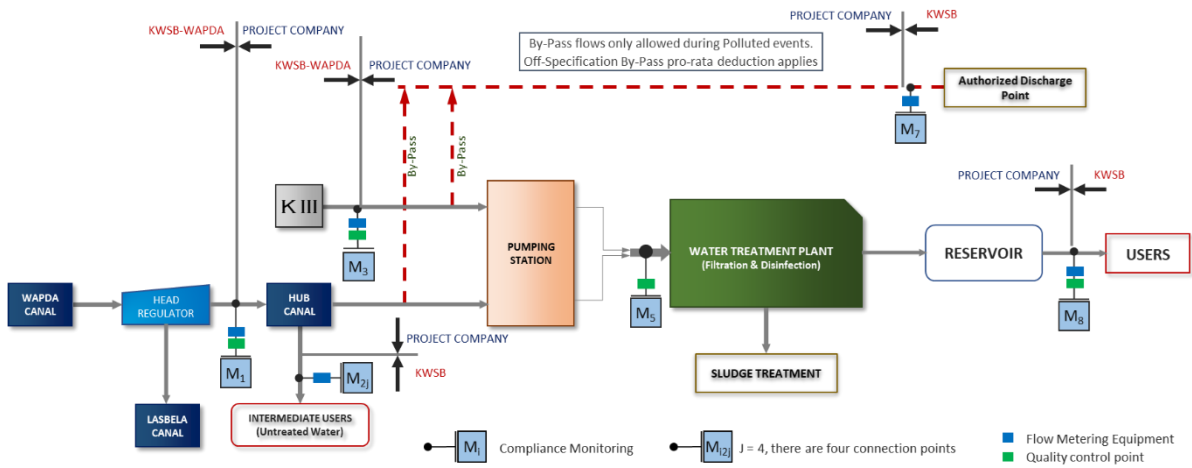 PROJECT COMPANY
KWSB
KWSB-WAPDA
PROJECT COMPANY
By-Pass flows only allowed during Polluted events.
Off-Specification By-Pass pro-rata deduction applies
KWSB-WAPDA
PROJECT COMPANY
Authorized Discharge
Point
M7
By-Pass
By-Pass
PROJECT COMPANY
KWSB
K III
M3
PUMPING
STATION
WATER TREATMENT PLANT
(Filtration & Disinfection)
RESERVOIR
USERS
WAPDA
CANAL
HEAD
REGULATOR
HUB
CANAL
M5
M8
PROJECT COMPANY
M1
M2j
KWSB
SLUDGE TREATMENT
LASBELA
CANAL
INTERMEDIATE USERS
(Untreated Water)
Mi
Compliance Monitoring
Mi2j
J = 4, there are four connection points
Flow Metering Equipment
Quality control point